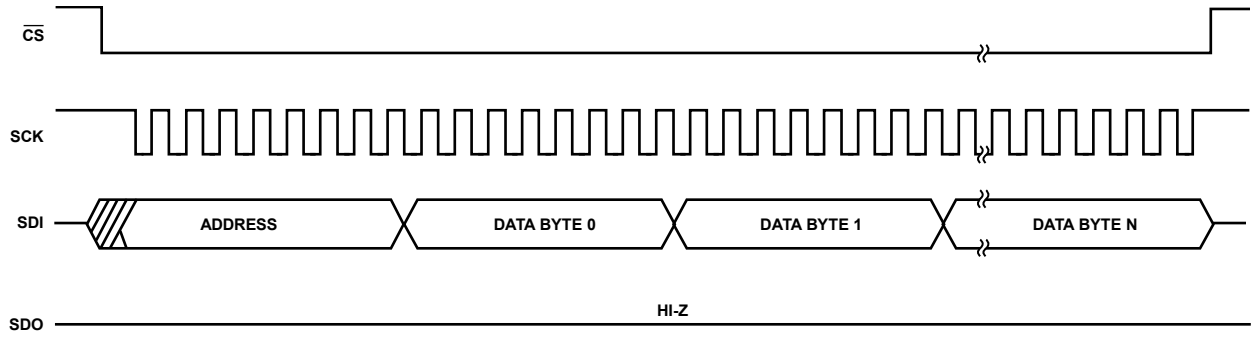 CS
SCK
SDI ADDRESS DATA BYTE 0 DATA BYTE 1 DATA BYTE N
HI-Z
SDO